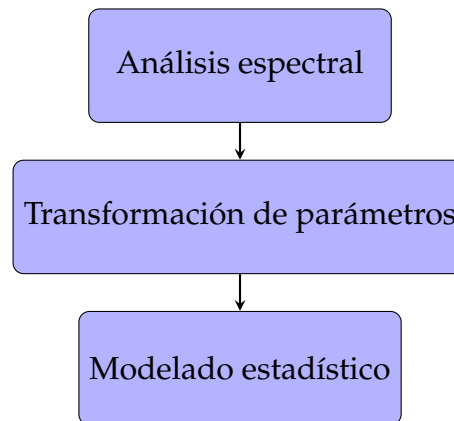 Análisis espectral
Transformación de parámetros
Modelado estadístico